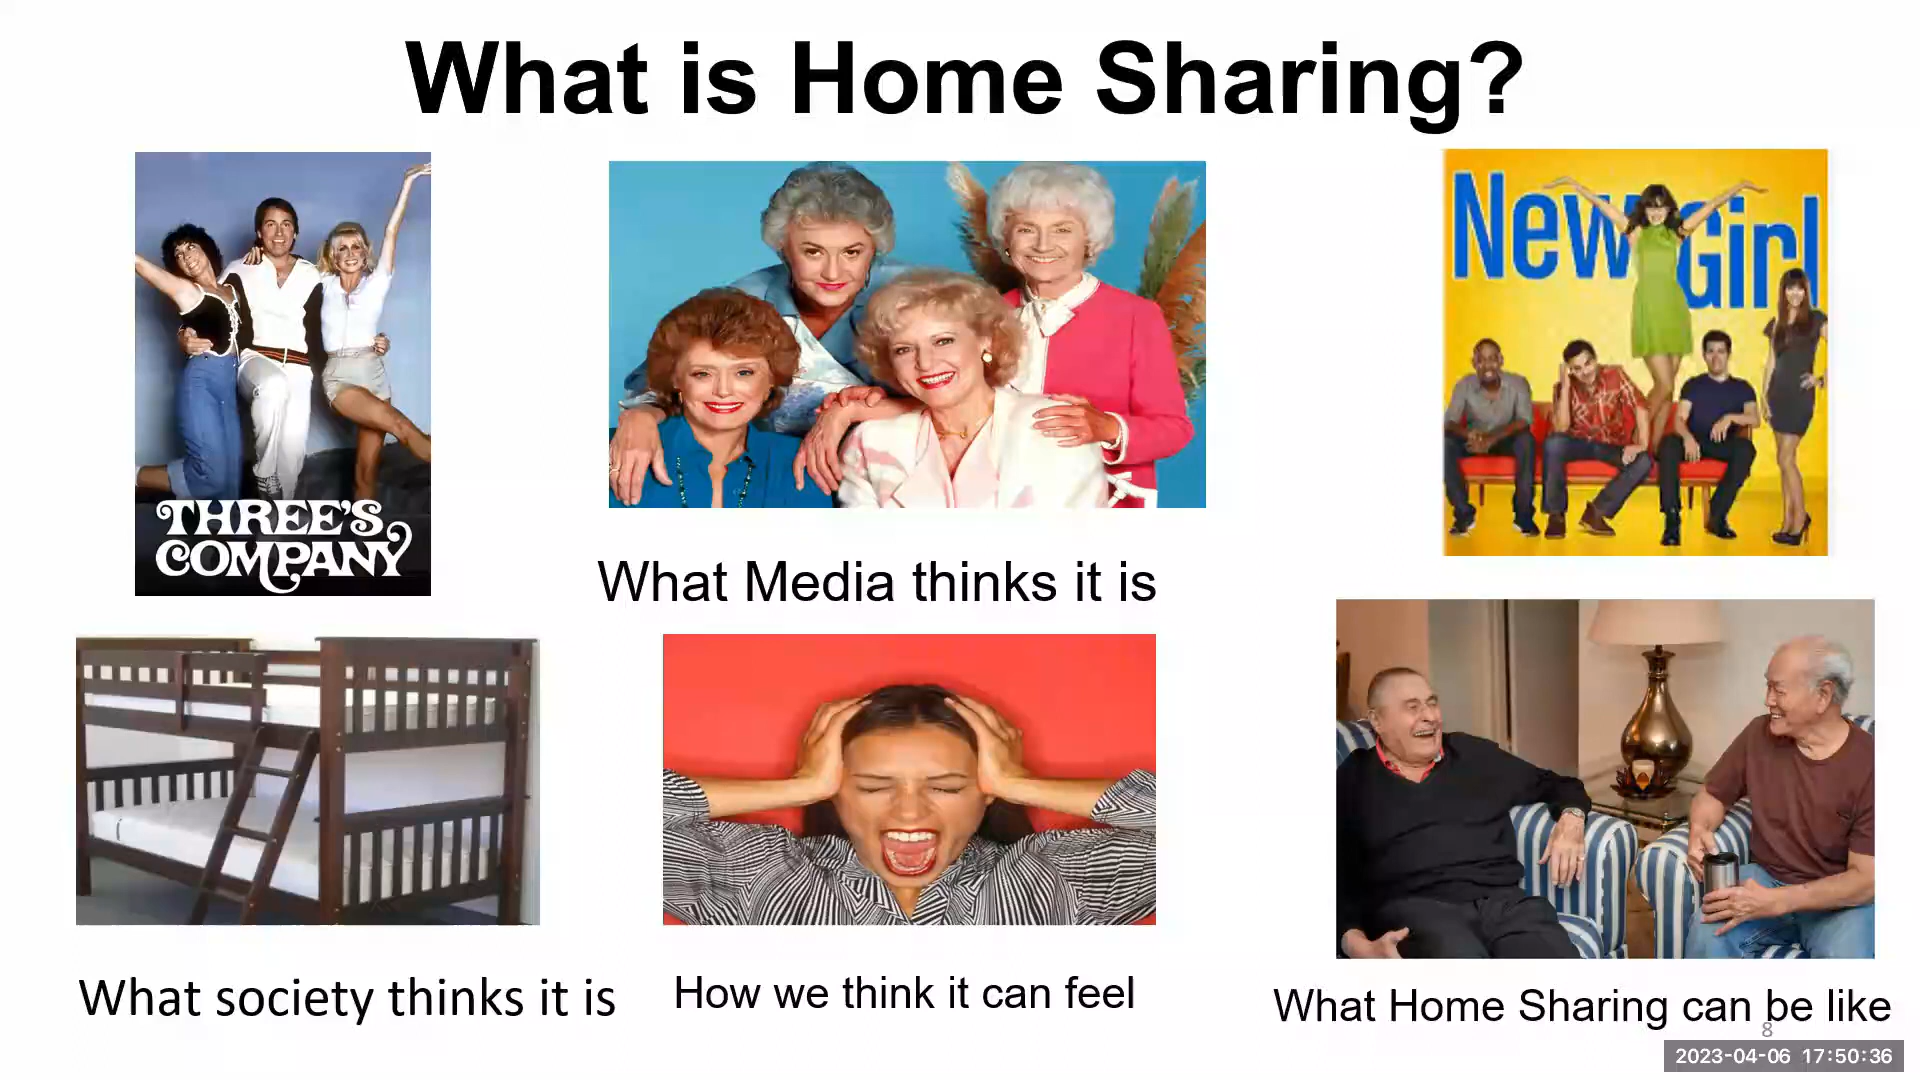 What is Home Sharing?
THREE'S
COMPANY
New Girl
What Media thinks it is
What society thinks it is
How we think it can feel
What Home Sharing can be like
8
2023-04-06 17:50:36